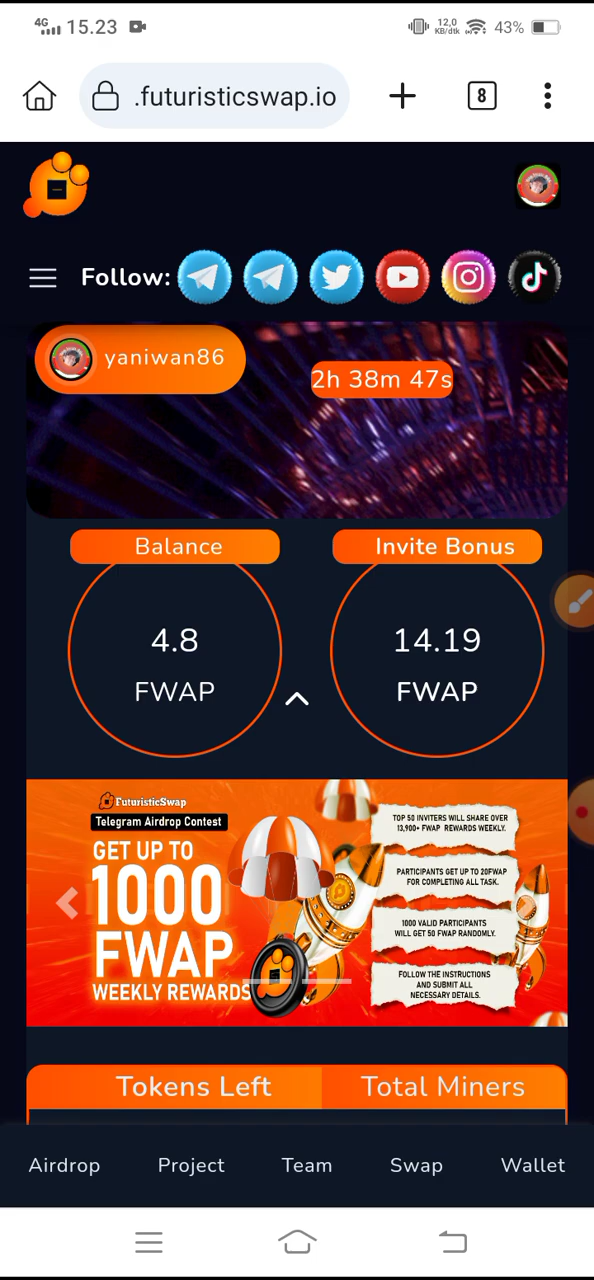 4G 15.23 12,0 KB/dtk 43%
.futuristicswap.io 8
Follow:
yaniwan86
2h 38m 47s
Balance Invite Bonus
4.8 14.19
FWAP FWAP
FuturisticSwap
Telegram Airdrop Contest
GET UP TO
1000
FWAP
WEEKLY REWARDS
TOP 50 INVITERS WILL SHARE OVER
13,900+ FWAP REWARDS WEEKLY.
PARTICIPANTS GET UP TO 20FWAP
FOR COMPLETING ALL TASK.
1000 VALID PARTICIPANTS
WILL GET 50 FWAP RANDOMLY.
FOLLOW THE INSTRUCTIONS
AND SUBMIT ALL
NECESSARY DETAILS.
Tokens Left Total Miners
Airdrop Project Team Swap Wallet